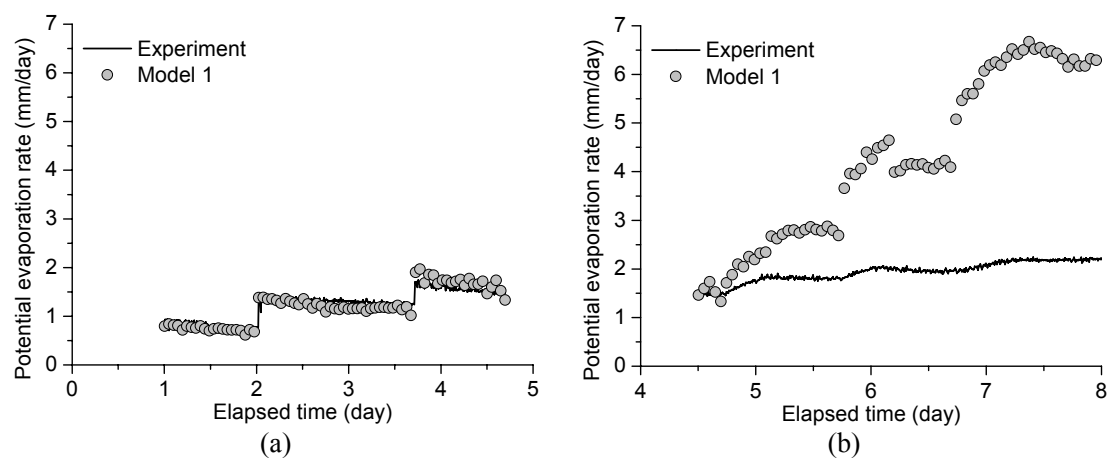 Potential evaporation rate (mm/day)
7
6
5
4
3
2
1
0
Experiment
Model 1
0 1 2 3 4 5
Elapsed time (day)
(a)
Potential evaporation rate (mm/day)
7
6
5
4
3
2
1
0
Experiment
Model 1
4 5 6 7 8
Elapsed time (day)
(b)